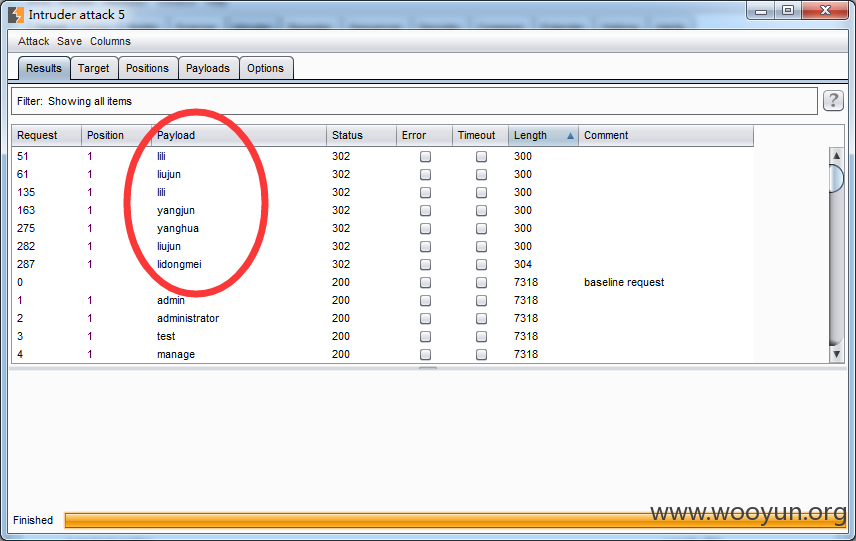 Intruder attack 5
Attack Save Columns
Results Target Positions Payloads Options
Filter: Showing all items ?
Request Position Payload Status Error Timeout Length Comment
51 1 lili 302 300
61 1 liujun 302 300
135 1 lili 302 300
163 1 yangjun 302 300
275 1 yanghua 302 300
282 1 liujun 302 300
287 1 lidongmei 302 304
0 200 7318 baseline request
1 1 admin 200 7318
2 1 administrator 200 7318
3 1 test 200 7318
4 1 manage 200 7318
Finished
www.wooyun.org